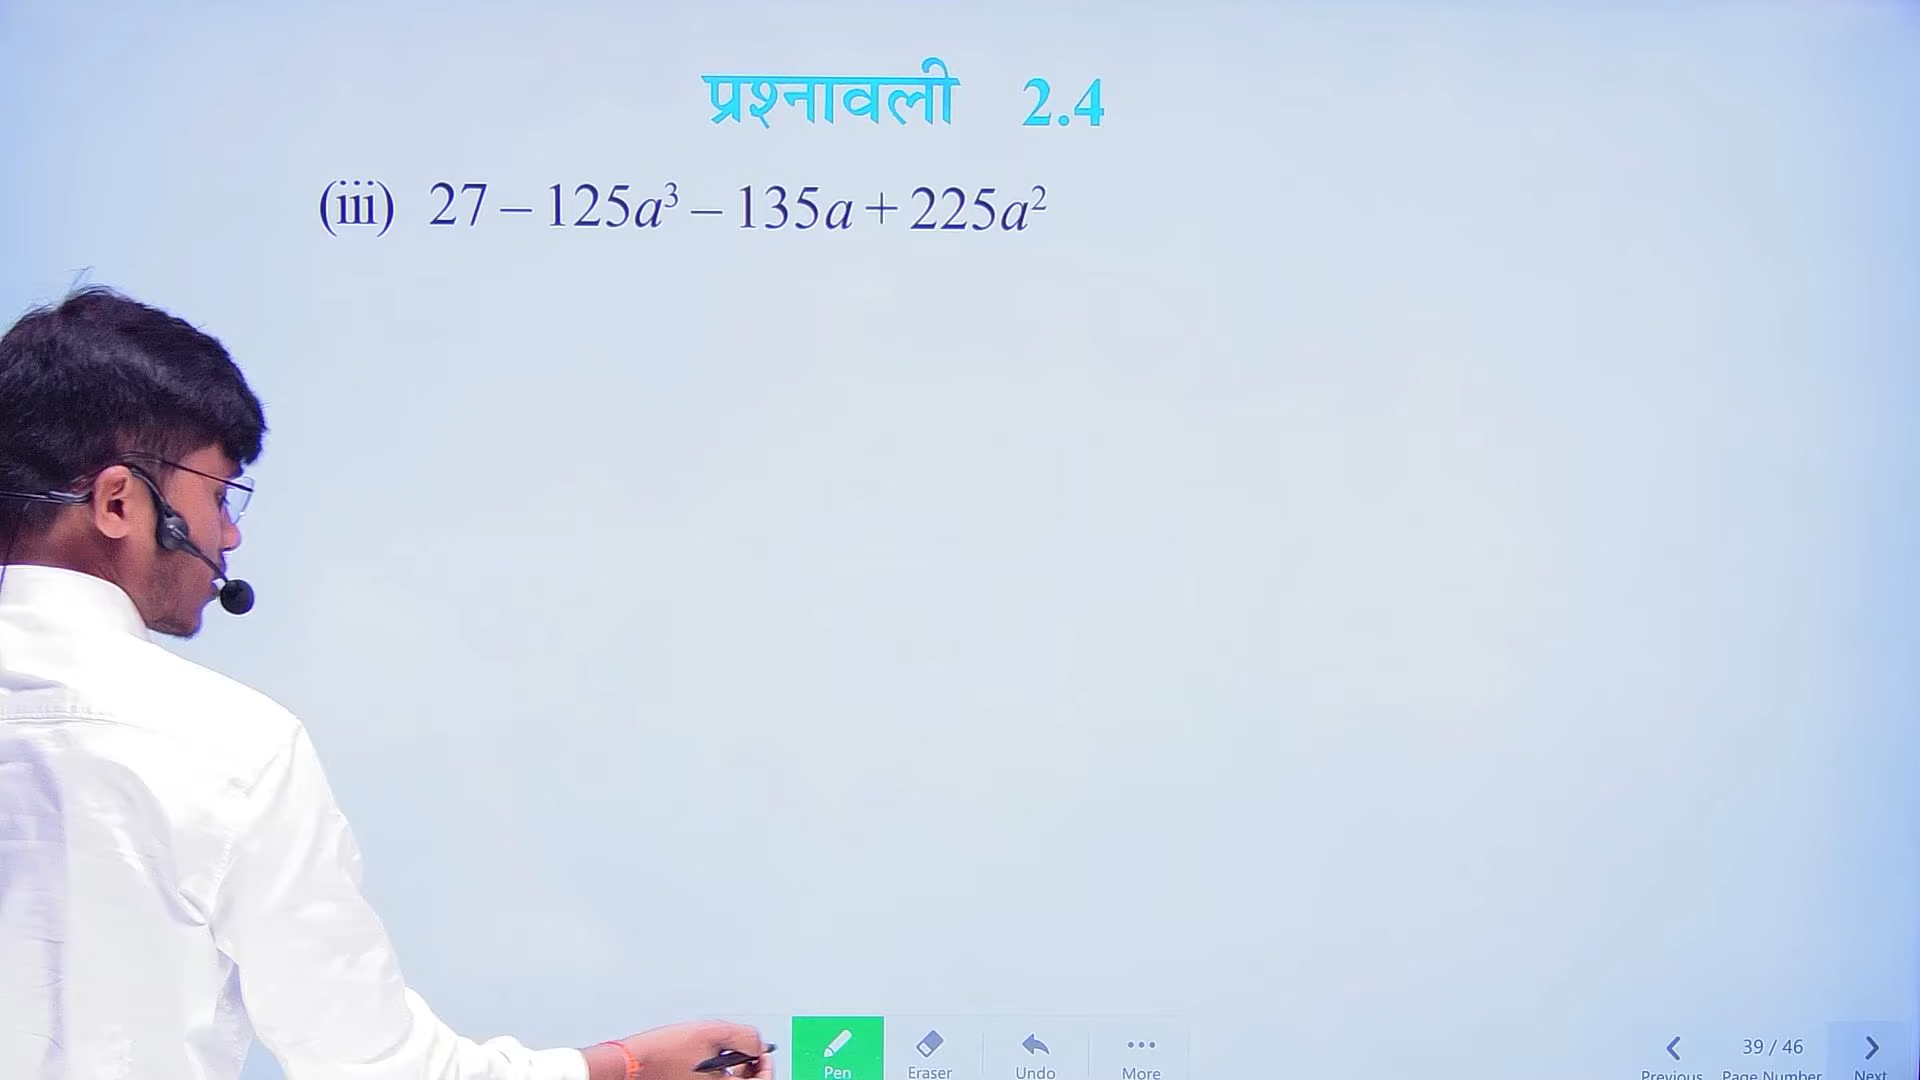 प्रश्नावली 2.4
(iii) 27 – 125a³ – 135a + 225a²
Pen Eraser Undo More
39 / 46
Previous Page Number Next